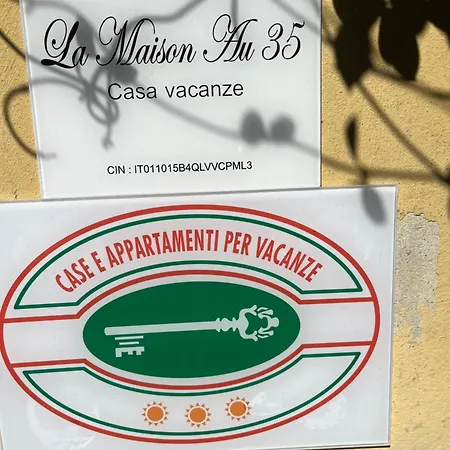 La Maison Au 35
Casa vacanze
CIN : IT011015B4QLVVCPML3
CASE E APPARTAMENTI PER VACANZE